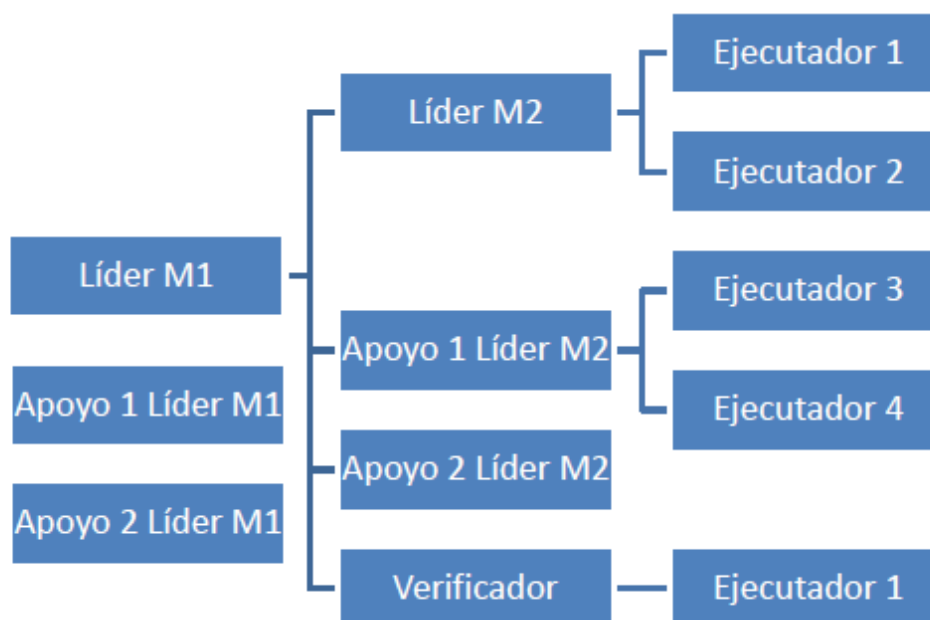 Líder M1
Apoyo 1 Líder M1
Apoyo 2 Líder M1
Líder M2
Apoyo 1 Líder M2
Apoyo 2 Líder M2
Verificador
Ejecutador 1
Ejecutador 2
Ejecutador 3
Ejecutador 4
Ejecutador 1